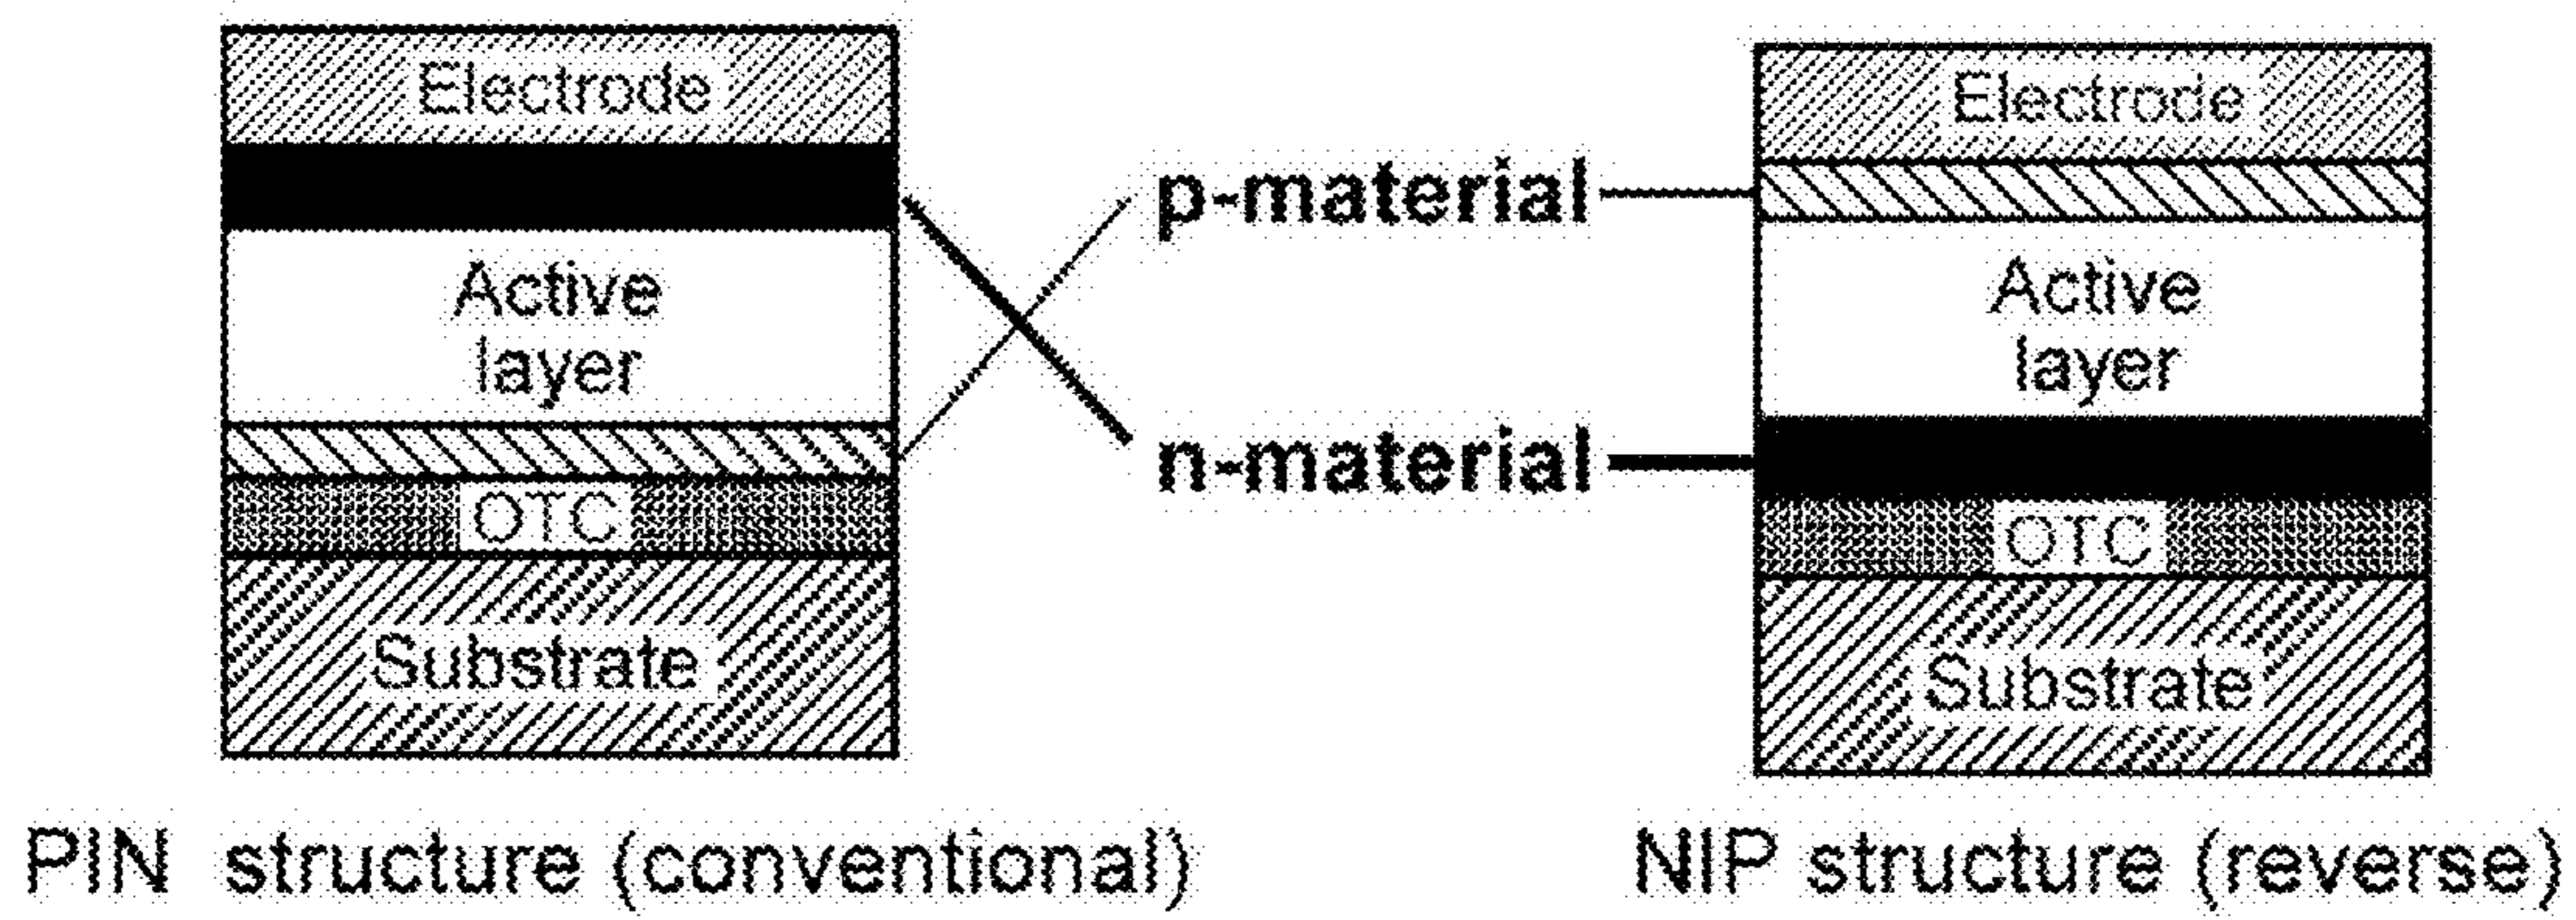 Electrode
Active
layer
OTC
Substrate
PIN structure (conventional)
p-material
n-material
Electrode
Active
layer
OTC
Substrate
NIP structure (reverse)